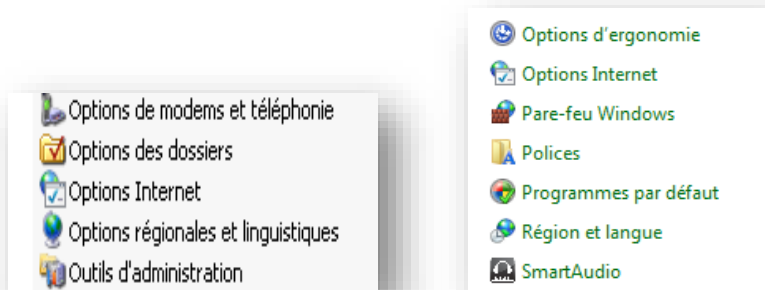 Options de modems et téléphonie
Options des dossiers
Options Internet
Options régionales et linguistiques
Outils d'administration
Options d'ergonomie
Options Internet
Pare-feu Windows
Polices
Programmes par défaut
Région et langue
SmartAudio